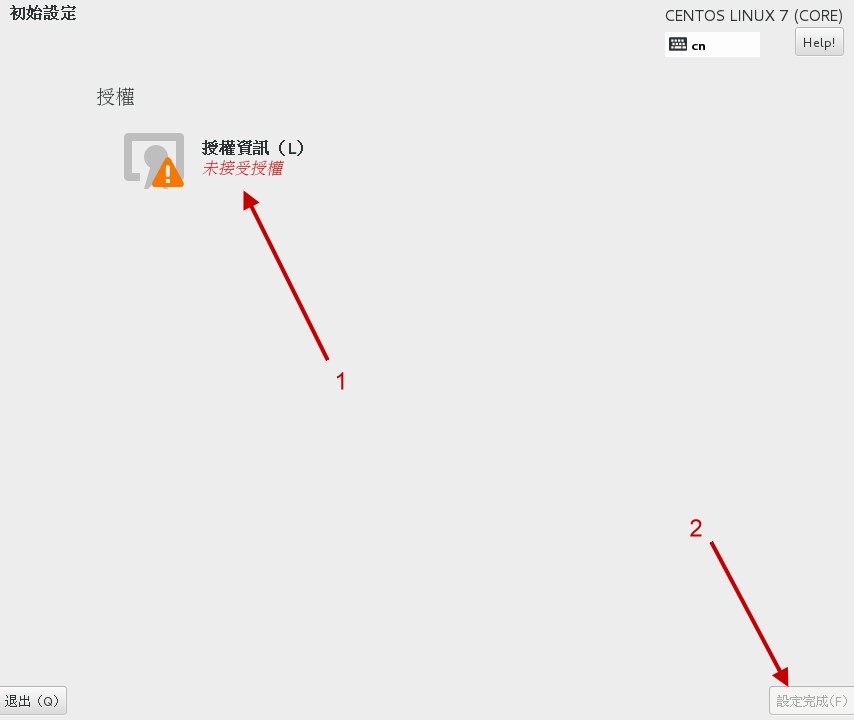 初始設定
CENTOS LINUX 7 (CORE)
cn
Help!
授權
授權資訊（L）
未接受授權
1
2
退出（Q）
設定完成(F)